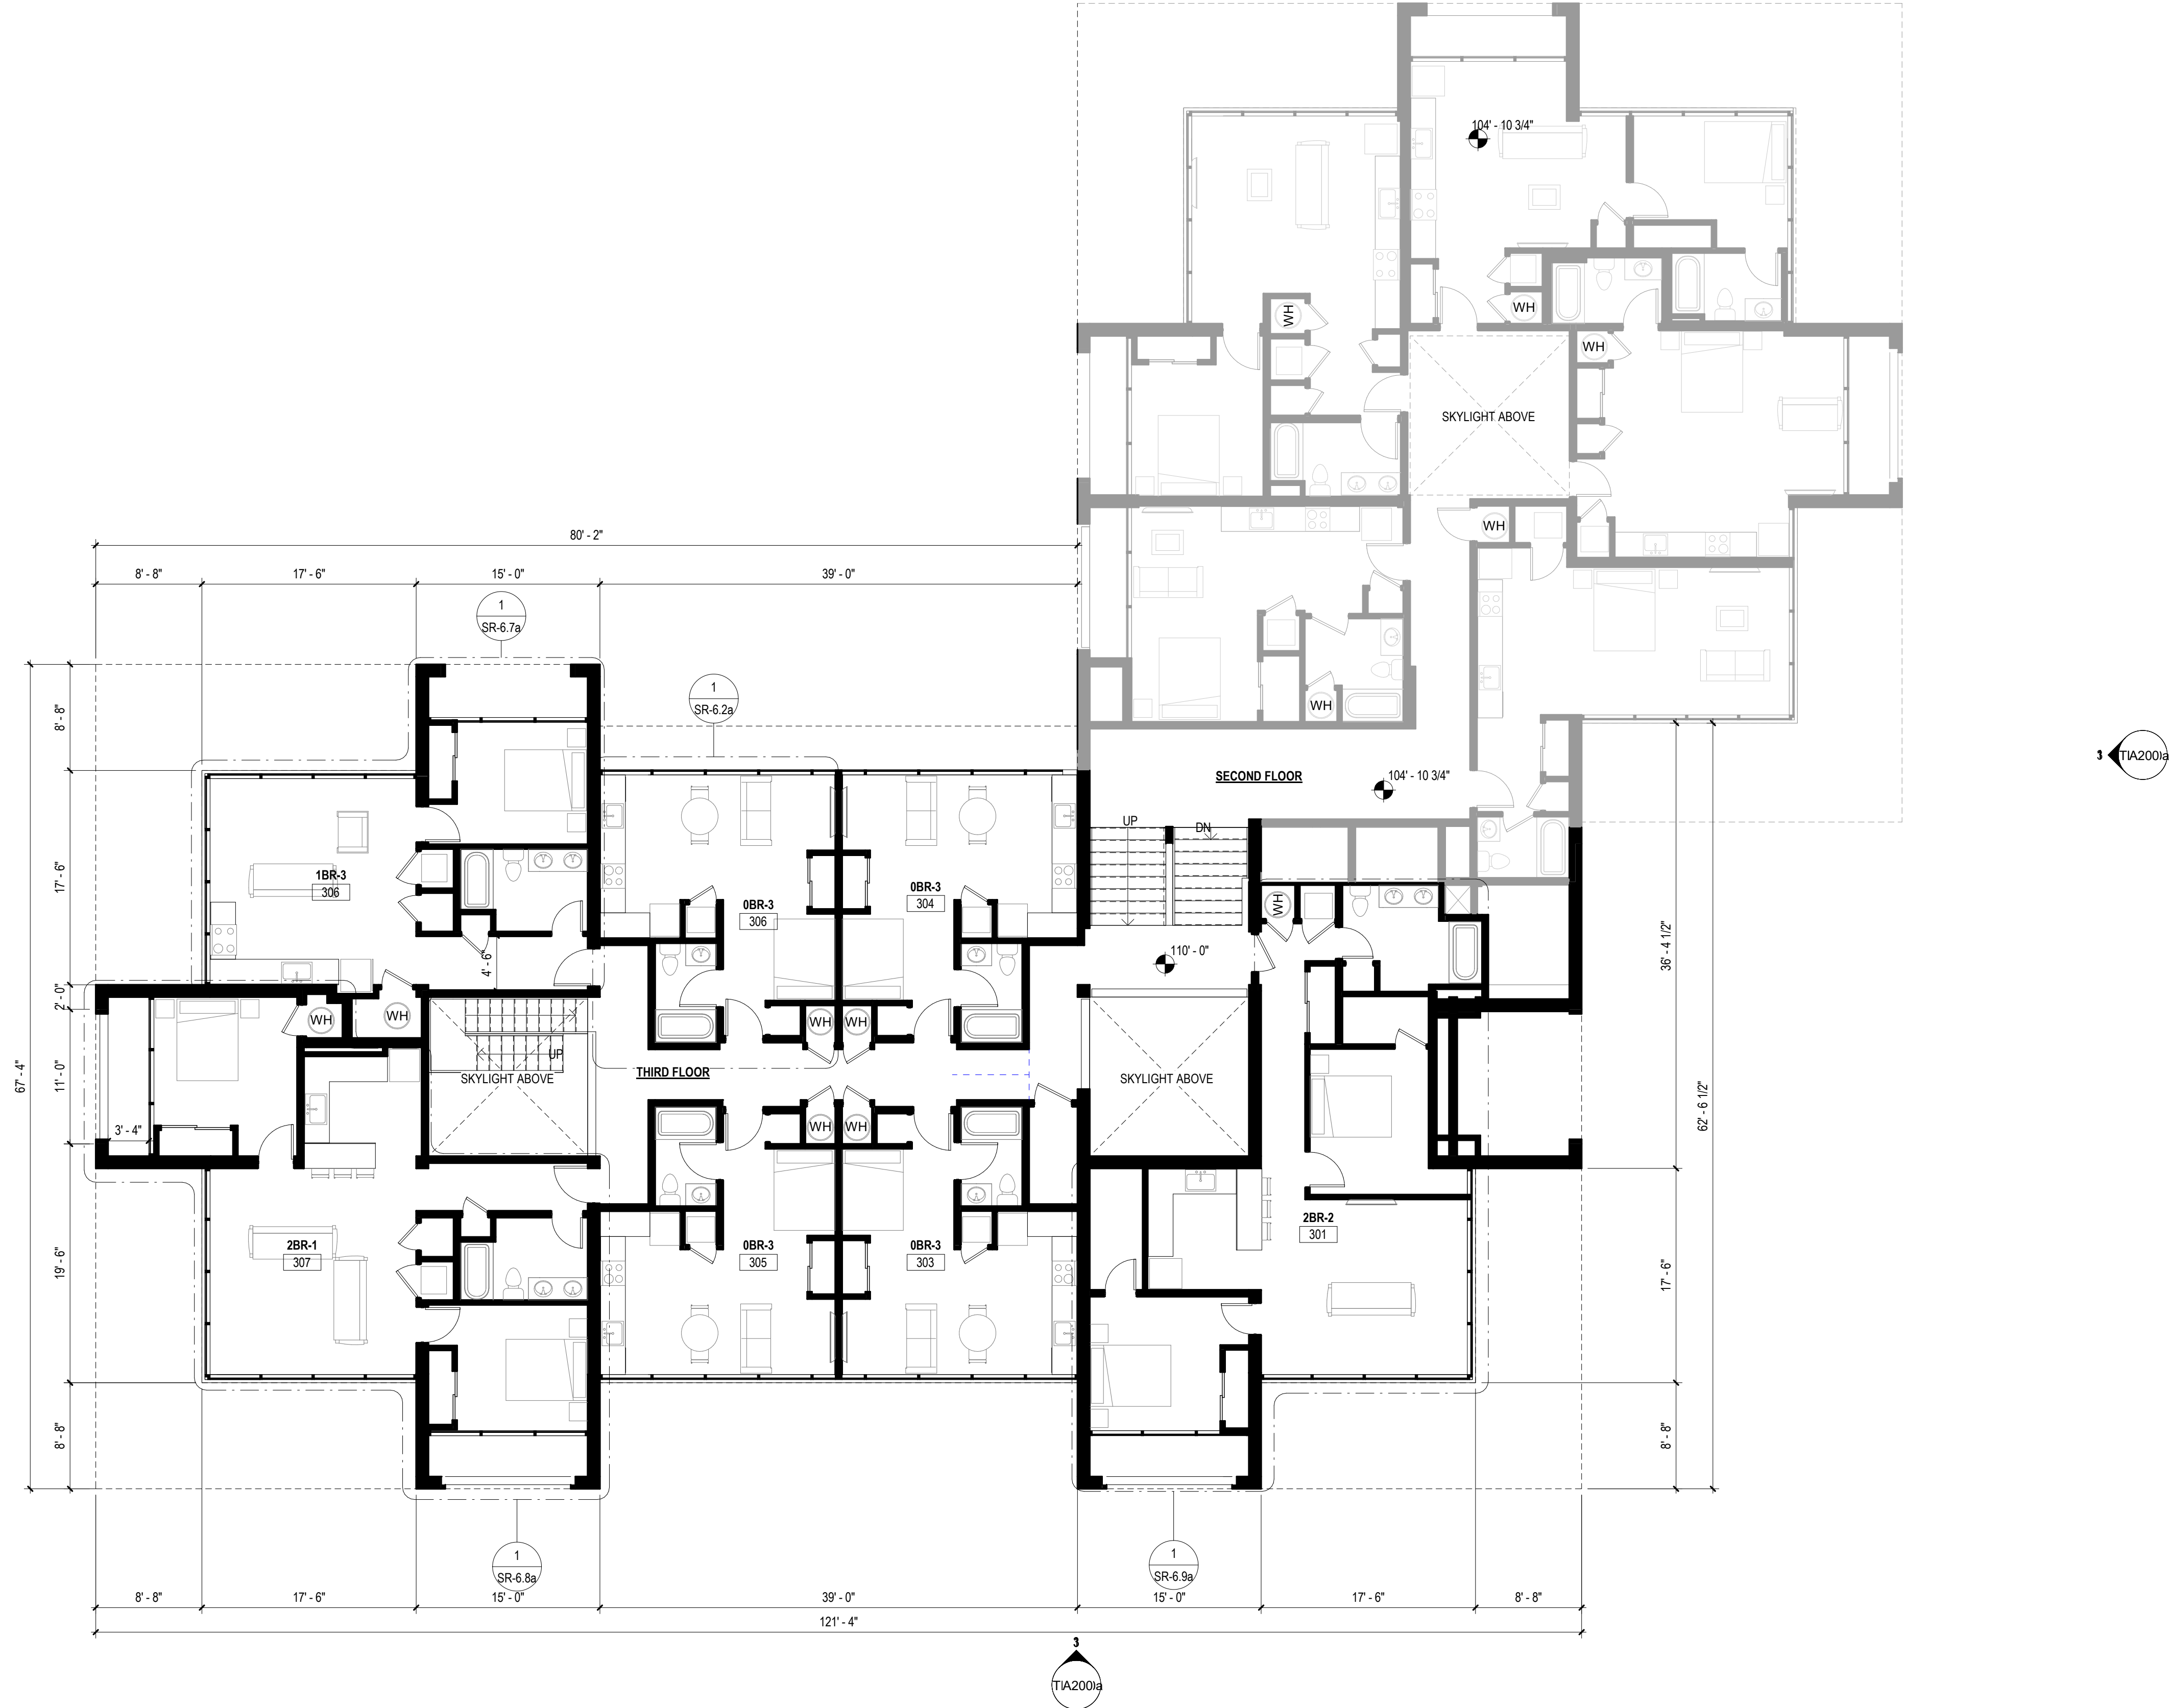 104' - 10 3/4"
WH
WH
WH
SKYLIGHT ABOVE
WH
WH
80' - 2"
8' - 8"
17' - 6"
15' - 0"
39' - 0"
1
SR-6.7a
1
SR-6.2a
3
SECOND FLOOR
104' - 10 3/4"
UP
DN
8' - 8"
17' - 6"
2' - 0"
11' - 0"
19' - 6"
8' - 8"
67' - 4"
1BR-3
306
0BR-3
306
0BR-3
304
4' - 6"
WH
110' - 0"
36' - 4 1/2"
WH
WH
WH
WH
UP
SKYLIGHT ABOVE
THIRD FLOOR
SKYLIGHT ABOVE
3' - 4"
WH
WH
62' - 6 1/2"
2BR-1
307
0BR-3
305
0BR-3
303
2BR-2
301
17' - 6"
8' - 8"
1
SR-6.8a
1
SR-6.9a
8' - 8"
17' - 6"
15' - 0"
39' - 0"
15' - 0"
17' - 6"
8' - 8"
121' - 4"
3